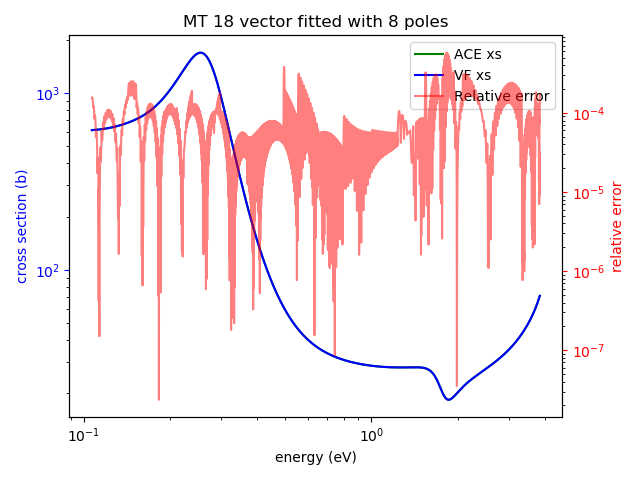 MT 18 vector fitted with 8 poles
ACE xs
VF xs
Relative error
cross section (b)
10³
10²
relative error
10⁻⁴
10⁻⁵
10⁻⁶
10⁻⁷
10⁻¹
10⁰
energy (eV)